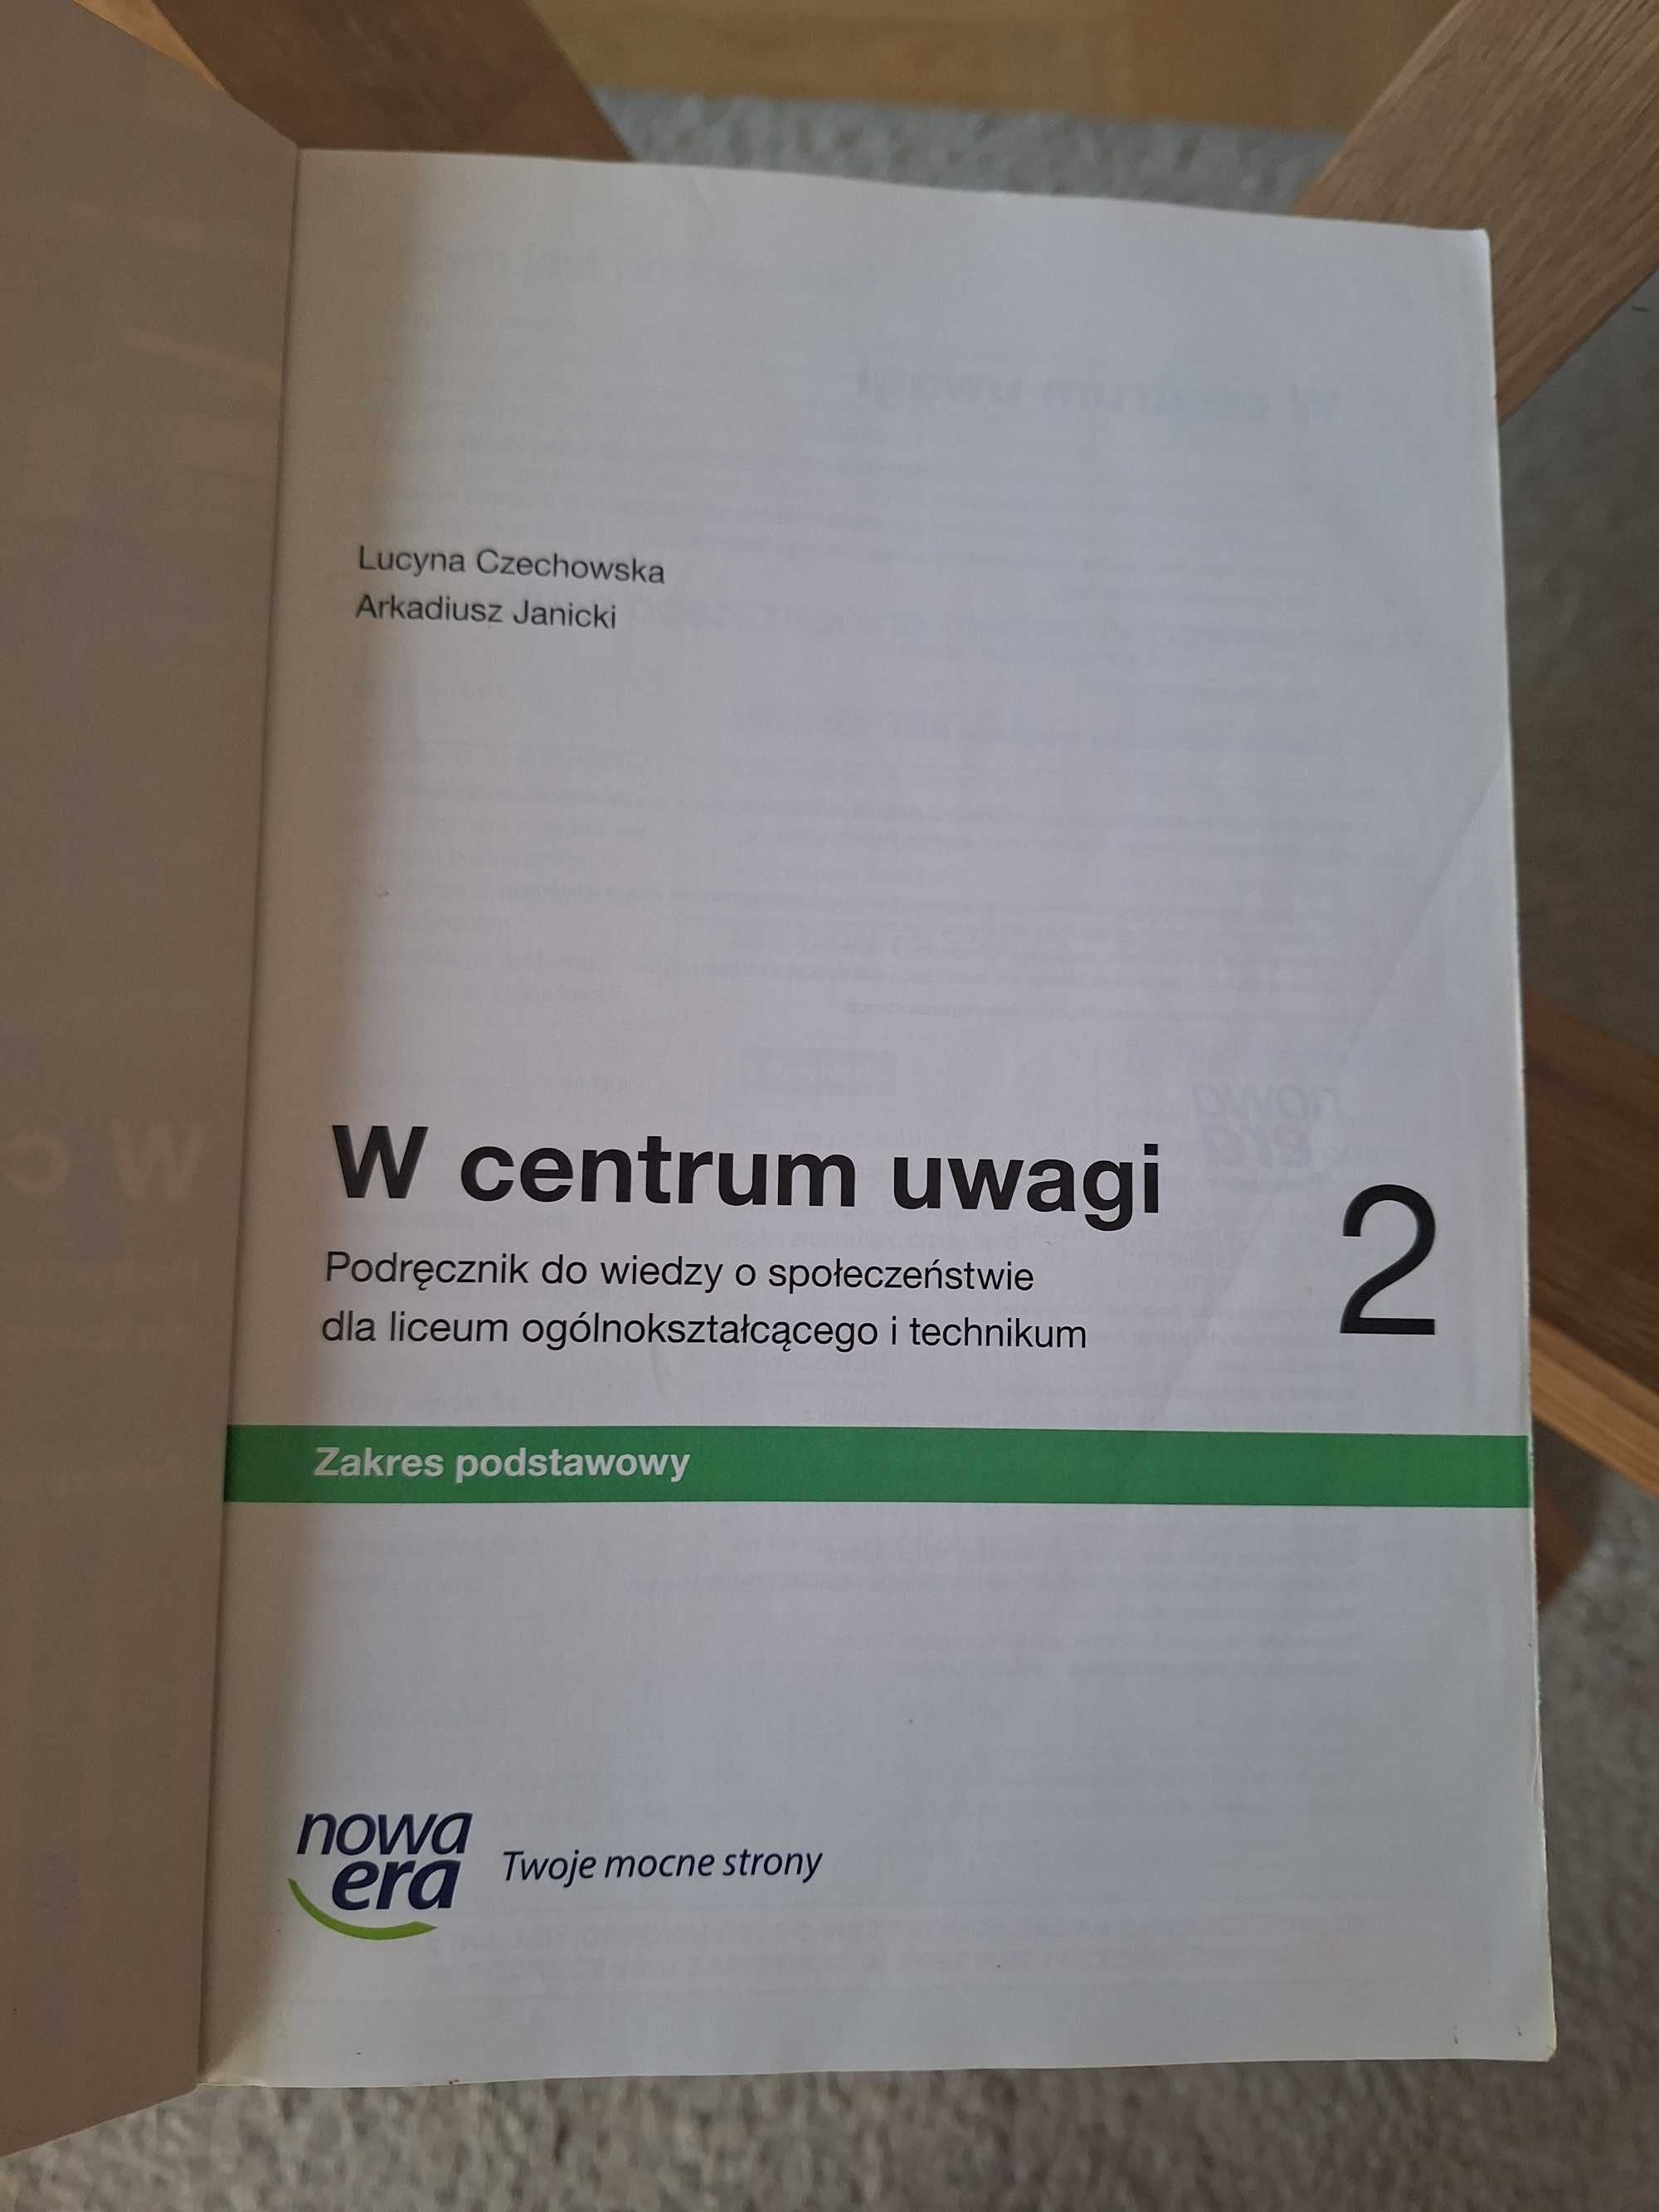 Lucyna Czechowska
Arkadiusz Janicki
W centrum uwagi
2
Podręcznik do wiedzy o społeczeństwie
dla liceum ogólnokształcącego i technikum
Zakres podstawowy
nowa
era
Twoje mocne strony